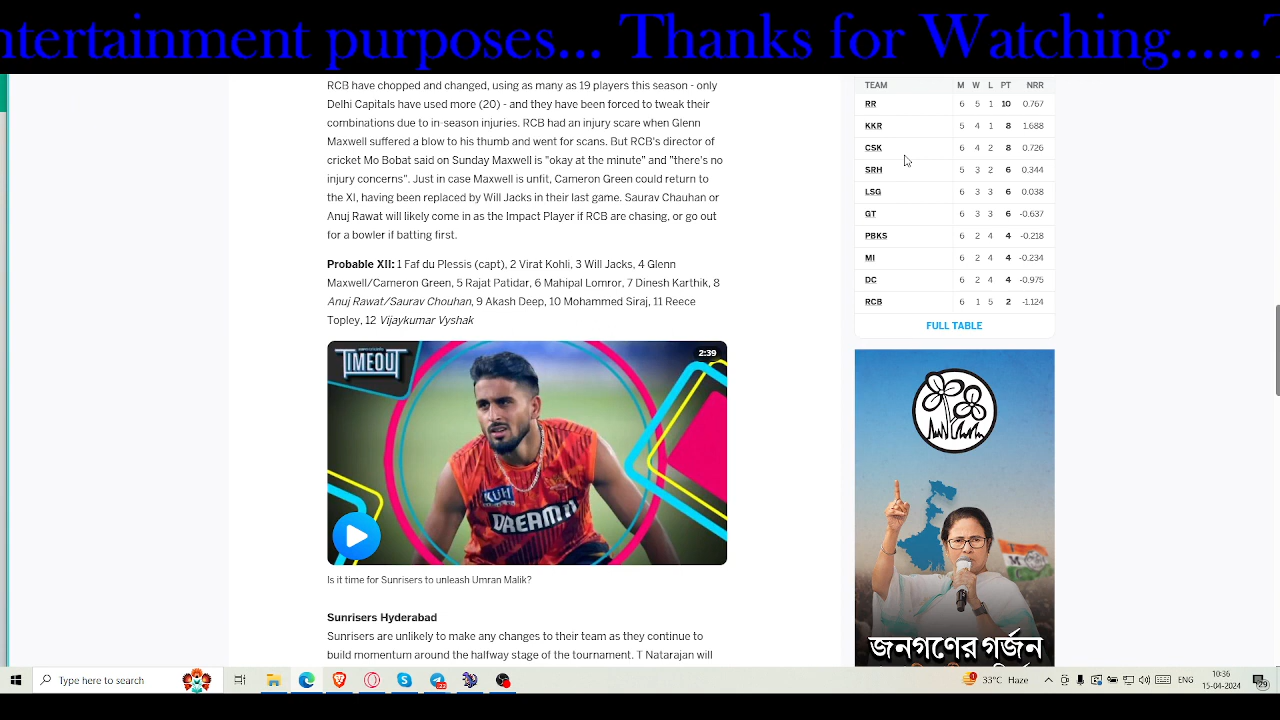 ntertainment purposes... Thanks for Watching......
RCB have chopped and changed, using as many as 19 players this season - only
Delhi Capitals have used more (20) - and they have been forced to tweak their
combinations due to in-season injuries. RCB had an injury scare when Glenn
Maxwell suffered a blow to his thumb and went for scans. But RCB's director of
cricket Mo Bobat said on Sunday Maxwell is "okay at the minute" and "there's no
injury concerns". Just in case Maxwell is unfit, Cameron Green could return to
the XI, having been replaced by Will Jacks in their last game. Saurav Chauhan or
Anuj Rawat will likely come in as the Impact Player if RCB are chasing, or go out
for a bowler if batting first.
Probable XII: 1 Faf du Plessis (capt), 2 Virat Kohli, 3 Will Jacks, 4 Glenn
Maxwell/Cameron Green, 5 Rajat Patidar, 6 Mahipal Lomror, 7 Dinesh Karthik, 8
Anuj Rawat/Saurav Chouhan, 9 Akash Deep, 10 Mohammed Siraj, 11 Reece
Topley, 12 Vijaykumar Vyshak
TIMEOUT
2:39
KUH
DREAM11
Is it time for Sunrisers to unleash Umran Malik?
Sunrisers Hyderabad
Sunrisers are unlikely to make any changes to their team as they continue to
build momentum around the halfway stage of the tournament. T Natarajan will
TEAM M W L PT NRR
RR 6 5 1 10 0.767
KKR 5 4 1 8 1.688
CSK 6 4 2 8 0.726
SRH 5 3 2 6 0.344
LSG 6 3 3 6 0.038
GT 6 3 3 6 -0.637
PBKS 6 2 4 4 -0.218
MI 6 2 4 4 -0.234
DC 6 2 4 4 -0.975
RCB 6 1 5 2 -1.124
FULL TABLE
জনগণের গর্জন
Type here to search
33°C Haze
ENG
10:36
15-04-2024